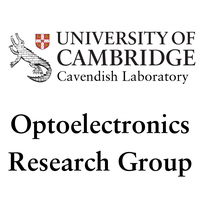 UNIVERSITY OF
CAMBRIDGE
Cavendish Laboratory
Optoelectronics
Research Group